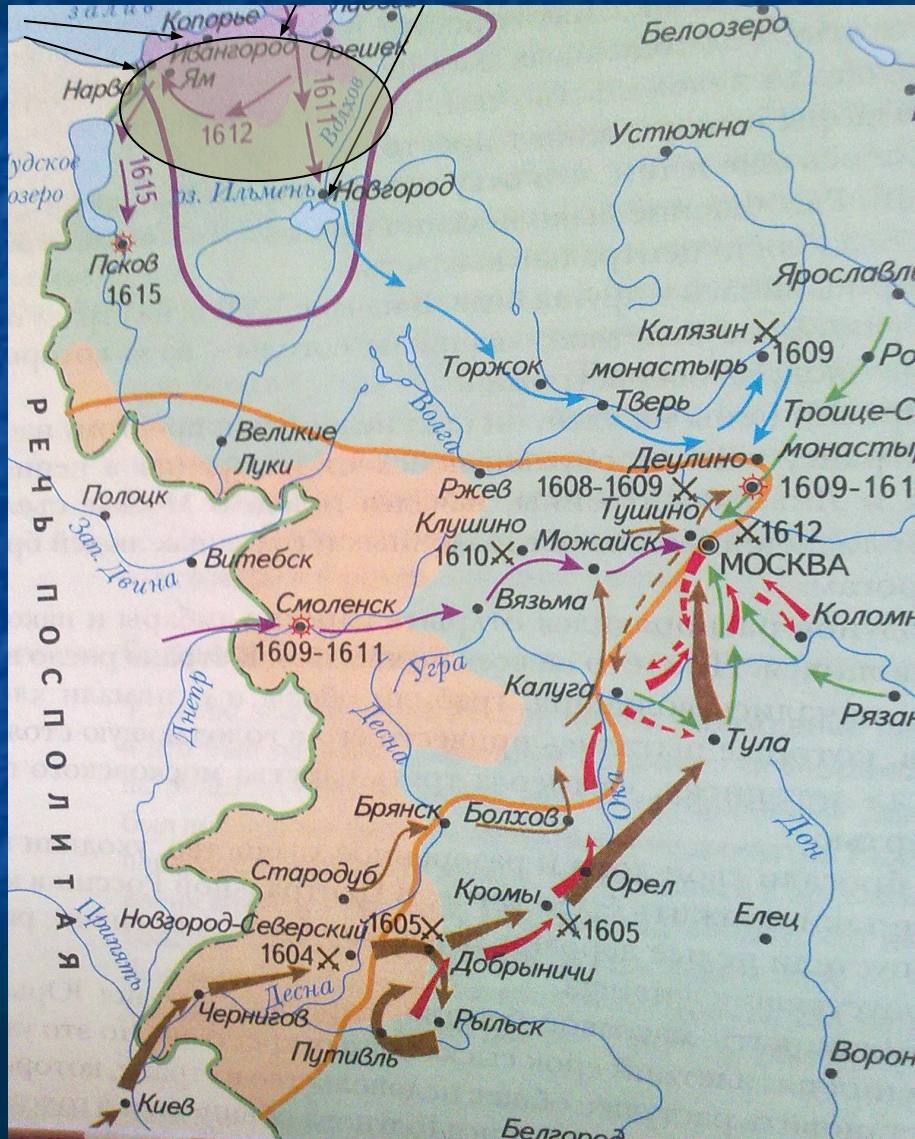 залив
Копорье
Ивангород
Орешек
Нарва
Ям
1611
1612
Волхов
Белоозеро
Устюжна
оз. Ильмень
Новгород
1615
Чудское
озеро
Псков
1615
Ярославль
Калязин
монастырь
1609
Торжок
Тверь
Волга
Троице-С
монастыр
Деулино
1609-161
Великие
Луки
Ржев
1608-1609
Тушино
1612
МОСКВА
Полоцк
Клушино
1610
Можайск
Зап. Двина
Витебск
РЕЧЬ ПОСПОЛИТАЯ
Смоленск
1609-1611
Вязьма
Угра
Коломн
Днепр
Калуга
Рязан
Десна
Тула
Ока
Брянск
Болхов
Дон
Стародуб
Орел
Кромы
Елец
Новгород-Северский
1604
1605
1605
Добрыничи
Припять
Десна
Чернигов
Рыльск
Путивль
Ворон
Киев
Белгород